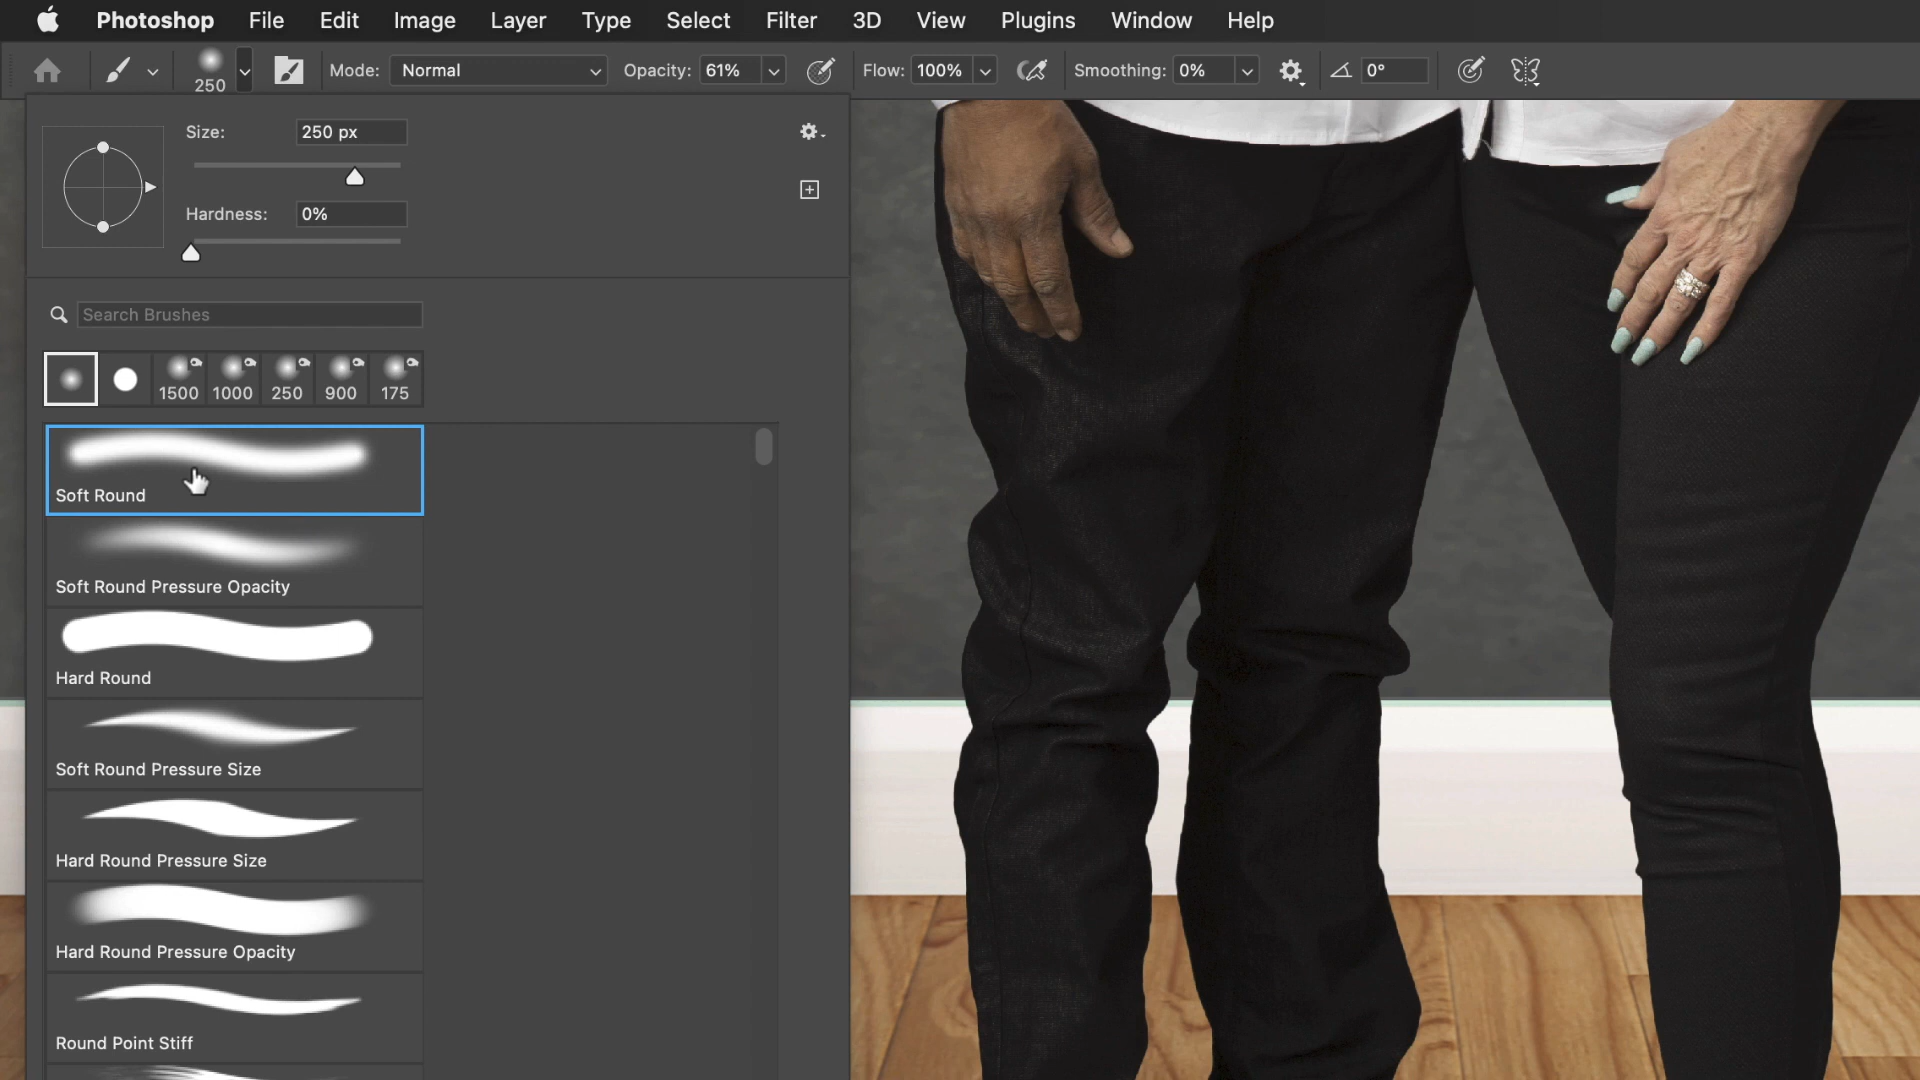 Photoshop File Edit Image Layer Type Select Filter 3D View Plugins Window Help
250 Mode: Normal Opacity: 61% Flow: 100% Smoothing: 0% 0°
Size: 250 px
Hardness: 0%
Search Brushes
1500 1000 250 900 175
Soft Round
Soft Round Pressure Opacity
Hard Round
Soft Round Pressure Size
Hard Round Pressure Size
Hard Round Pressure Opacity
Round Point Stiff